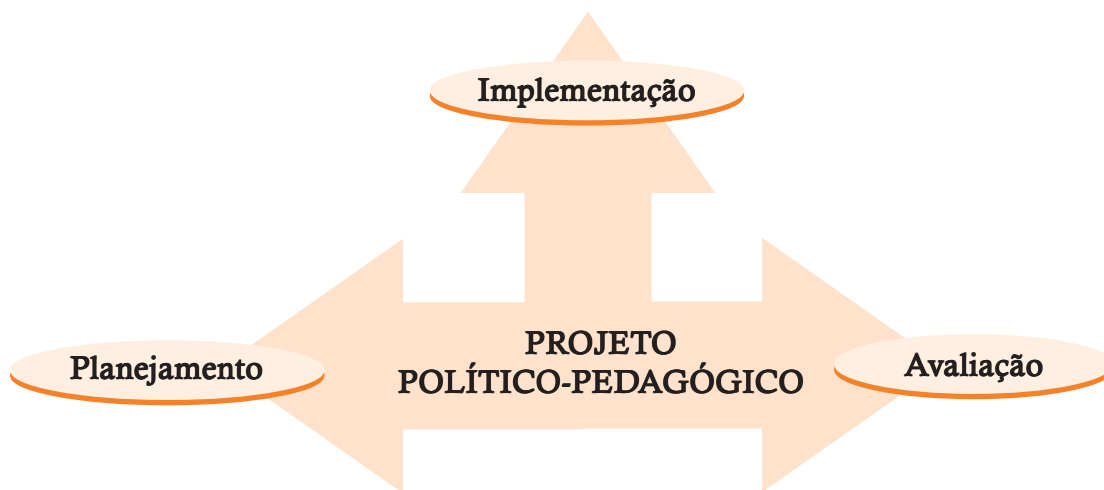 Implementação
PROJETO
POLÍTICO-PEDAGÓGICO
Planejamento
Avaliação